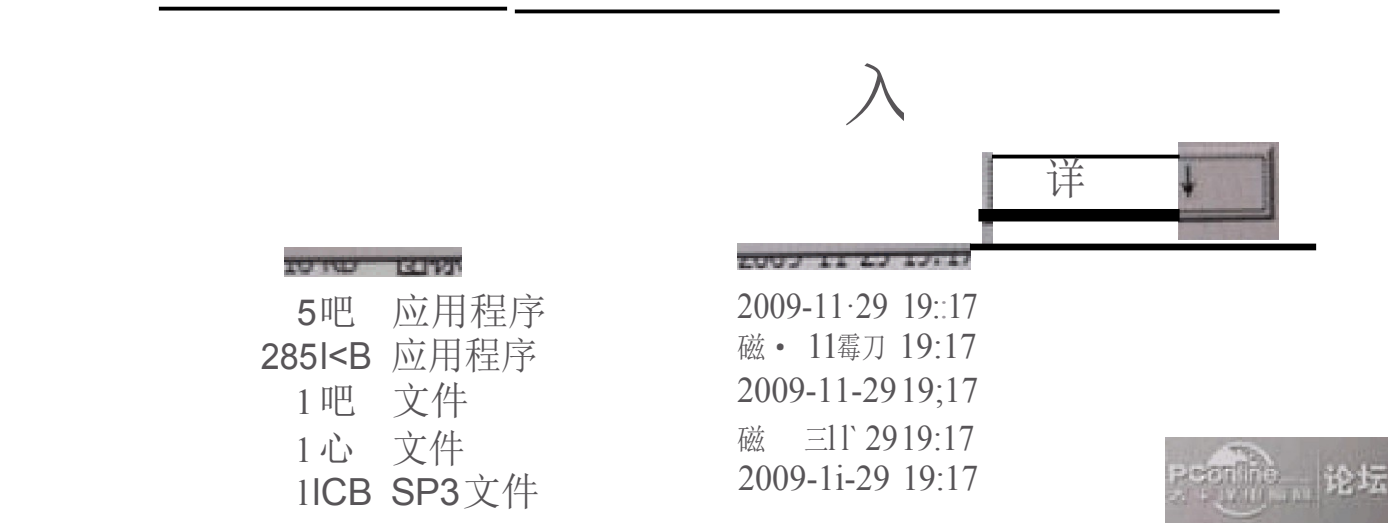 入
详 ↓
5吧 应用程序 2009-11·29 19::17
285I<B 应用程序 磁· 11霉刀 19:17
1吧 文件 2009-11-29 19;17
1心 文件 磁 三ll` 29 19:17
1ICB SP3文件 2009-1i-29 19:17
PConline 论坛